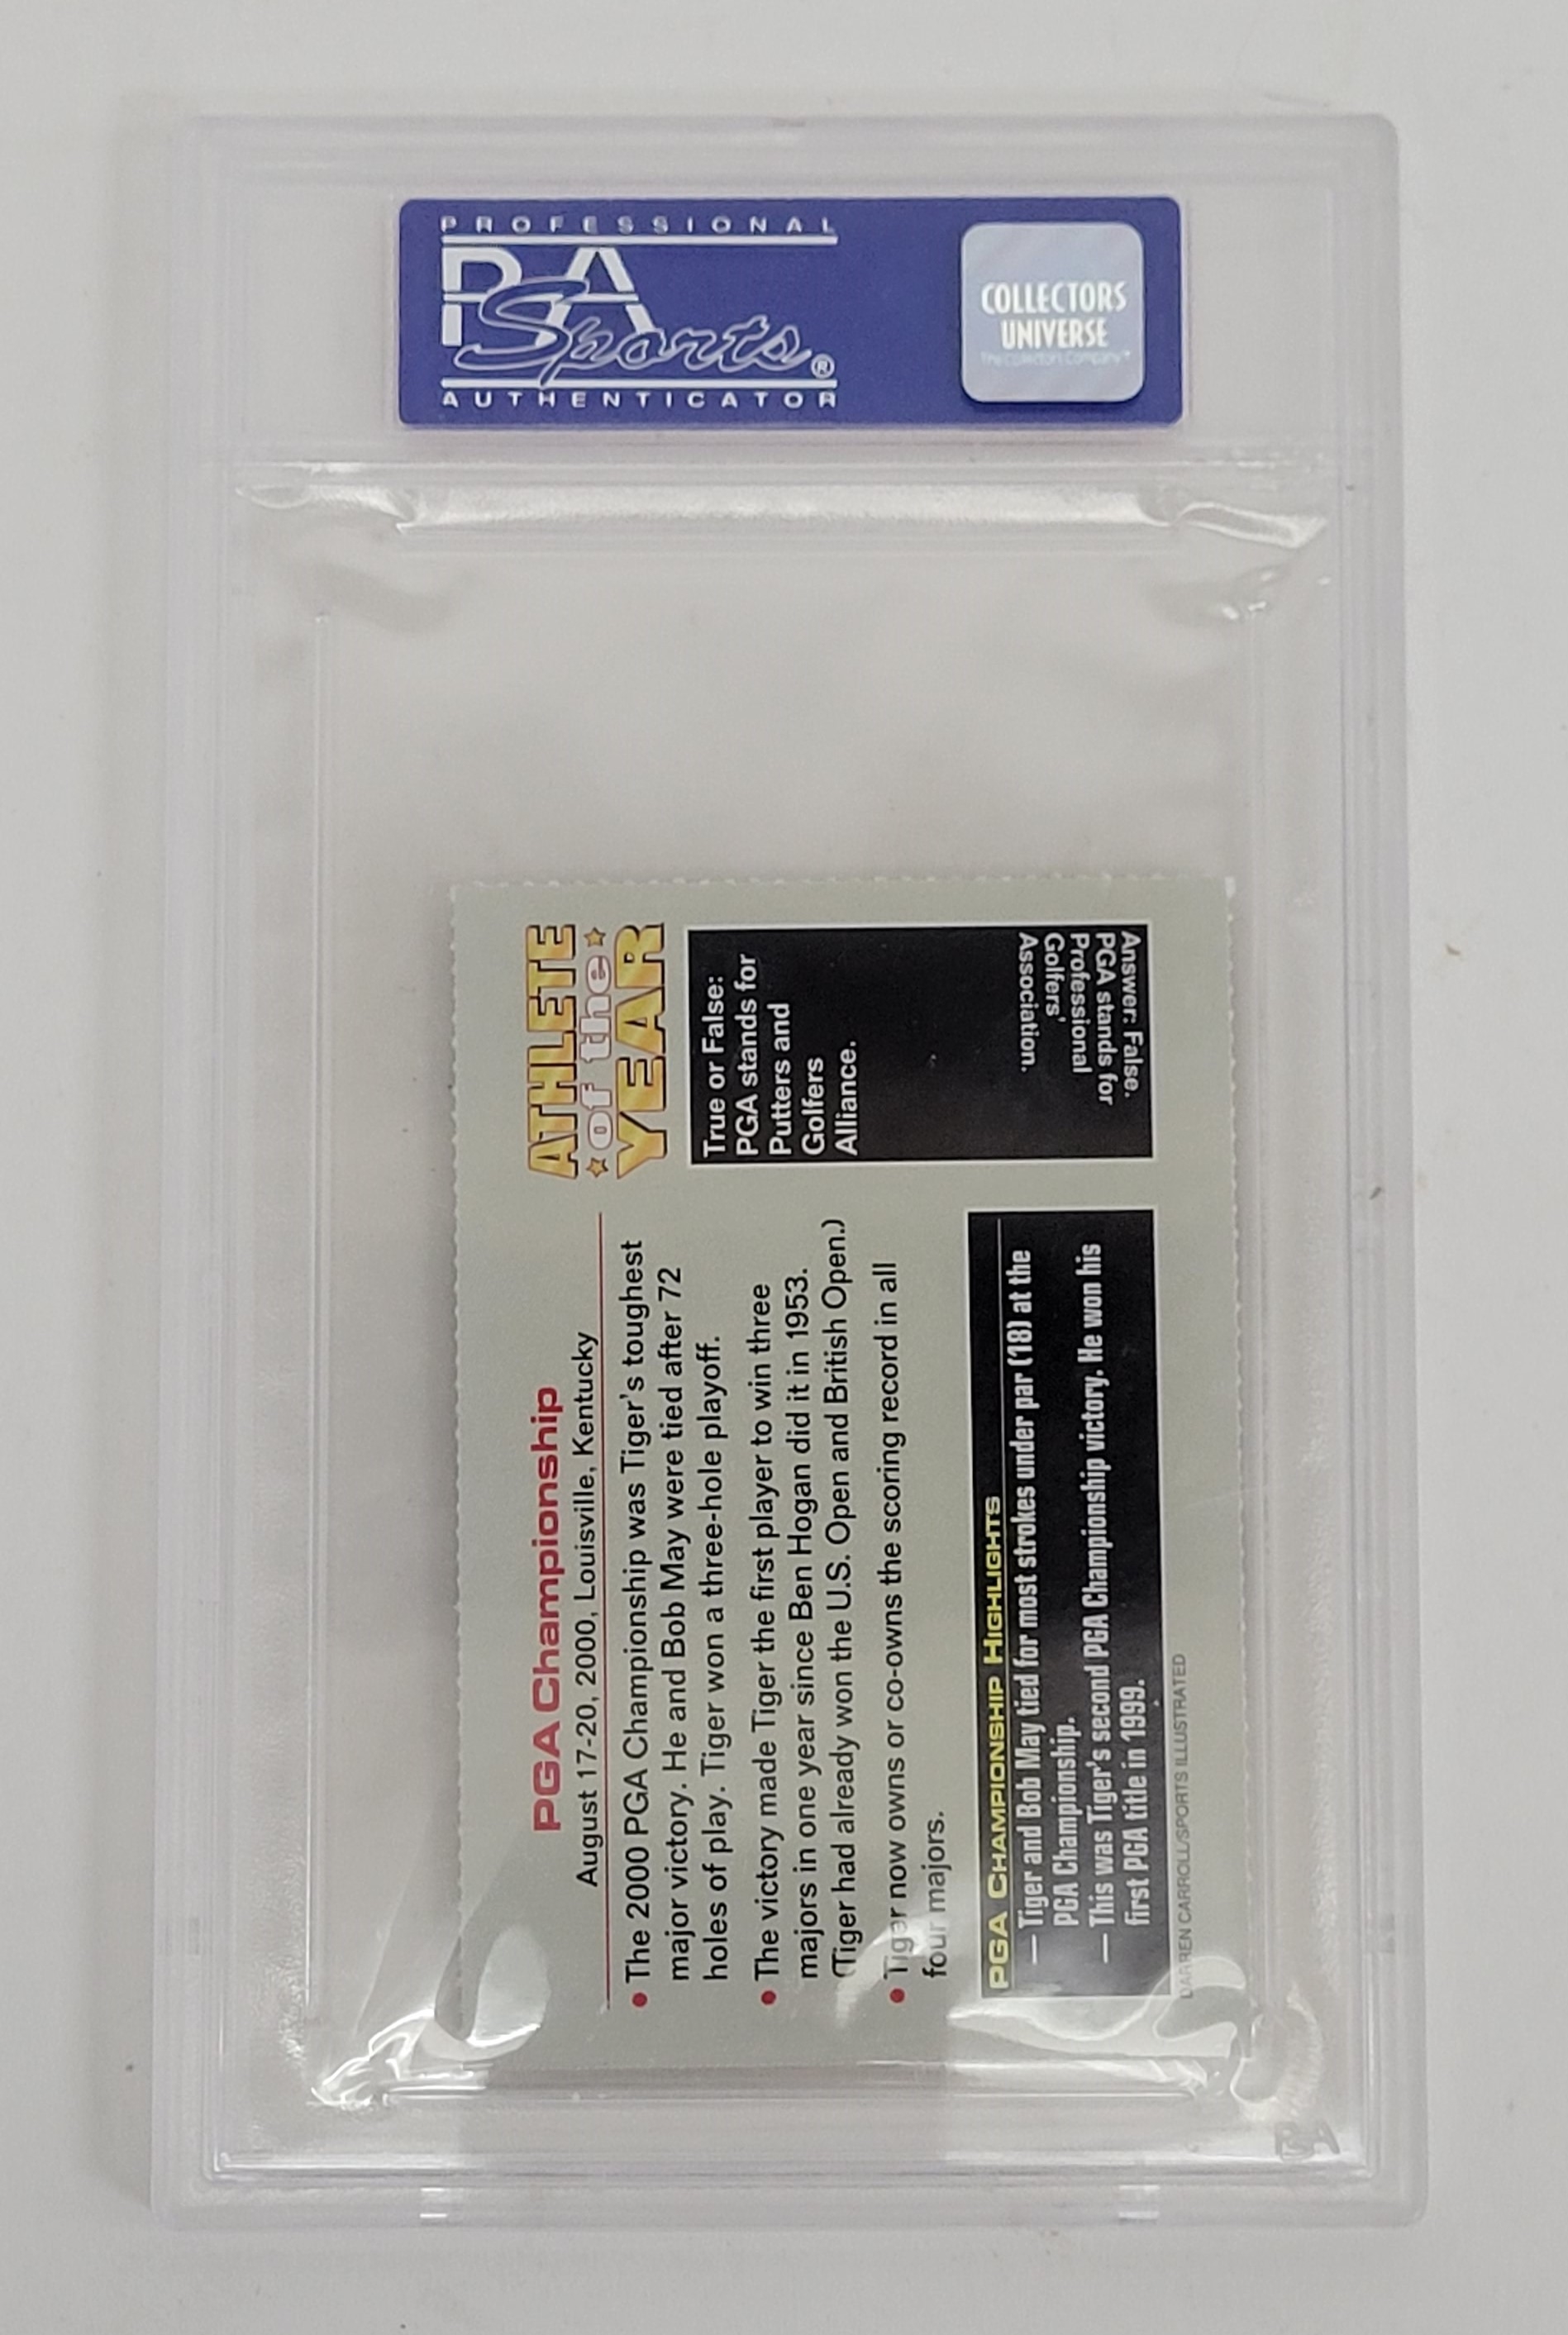 PROFESSIONAL
PSA
Sports®
AUTHENTICATOR
COLLECTORS
UNIVERSE
The Collectors Company™
PGA Championship
August 17-20, 2000, Louisville, Kentucky
• The 2000 PGA Championship was Tiger's toughest
major victory. He and Bob May were tied after 72
holes of play. Tiger won a three-hole playoff.
• The victory made Tiger the first player to win three
majors in one year since Ben Hogan did it in 1953.
(Tiger had already won the U.S. Open and British Open.)
• Tiger now owns or co-owns the scoring record in all
four majors.
PGA CHAMPIONSHIP HIGHLIGHTS
— Tiger and Bob May tied for most strokes under par (18) at the
PGA Championship.
— This was Tiger's second PGA Championship victory. He won his
first PGA title in 1999.
DARREN CARROLL/SPORTS ILLUSTRATED
ATHLETE
of the
YEAR
True or False:
PGA stands for
Putters and
Golfers
Alliance.
Answer: False.
PGA stands for
Professional
Golfers'
Association.
PSA